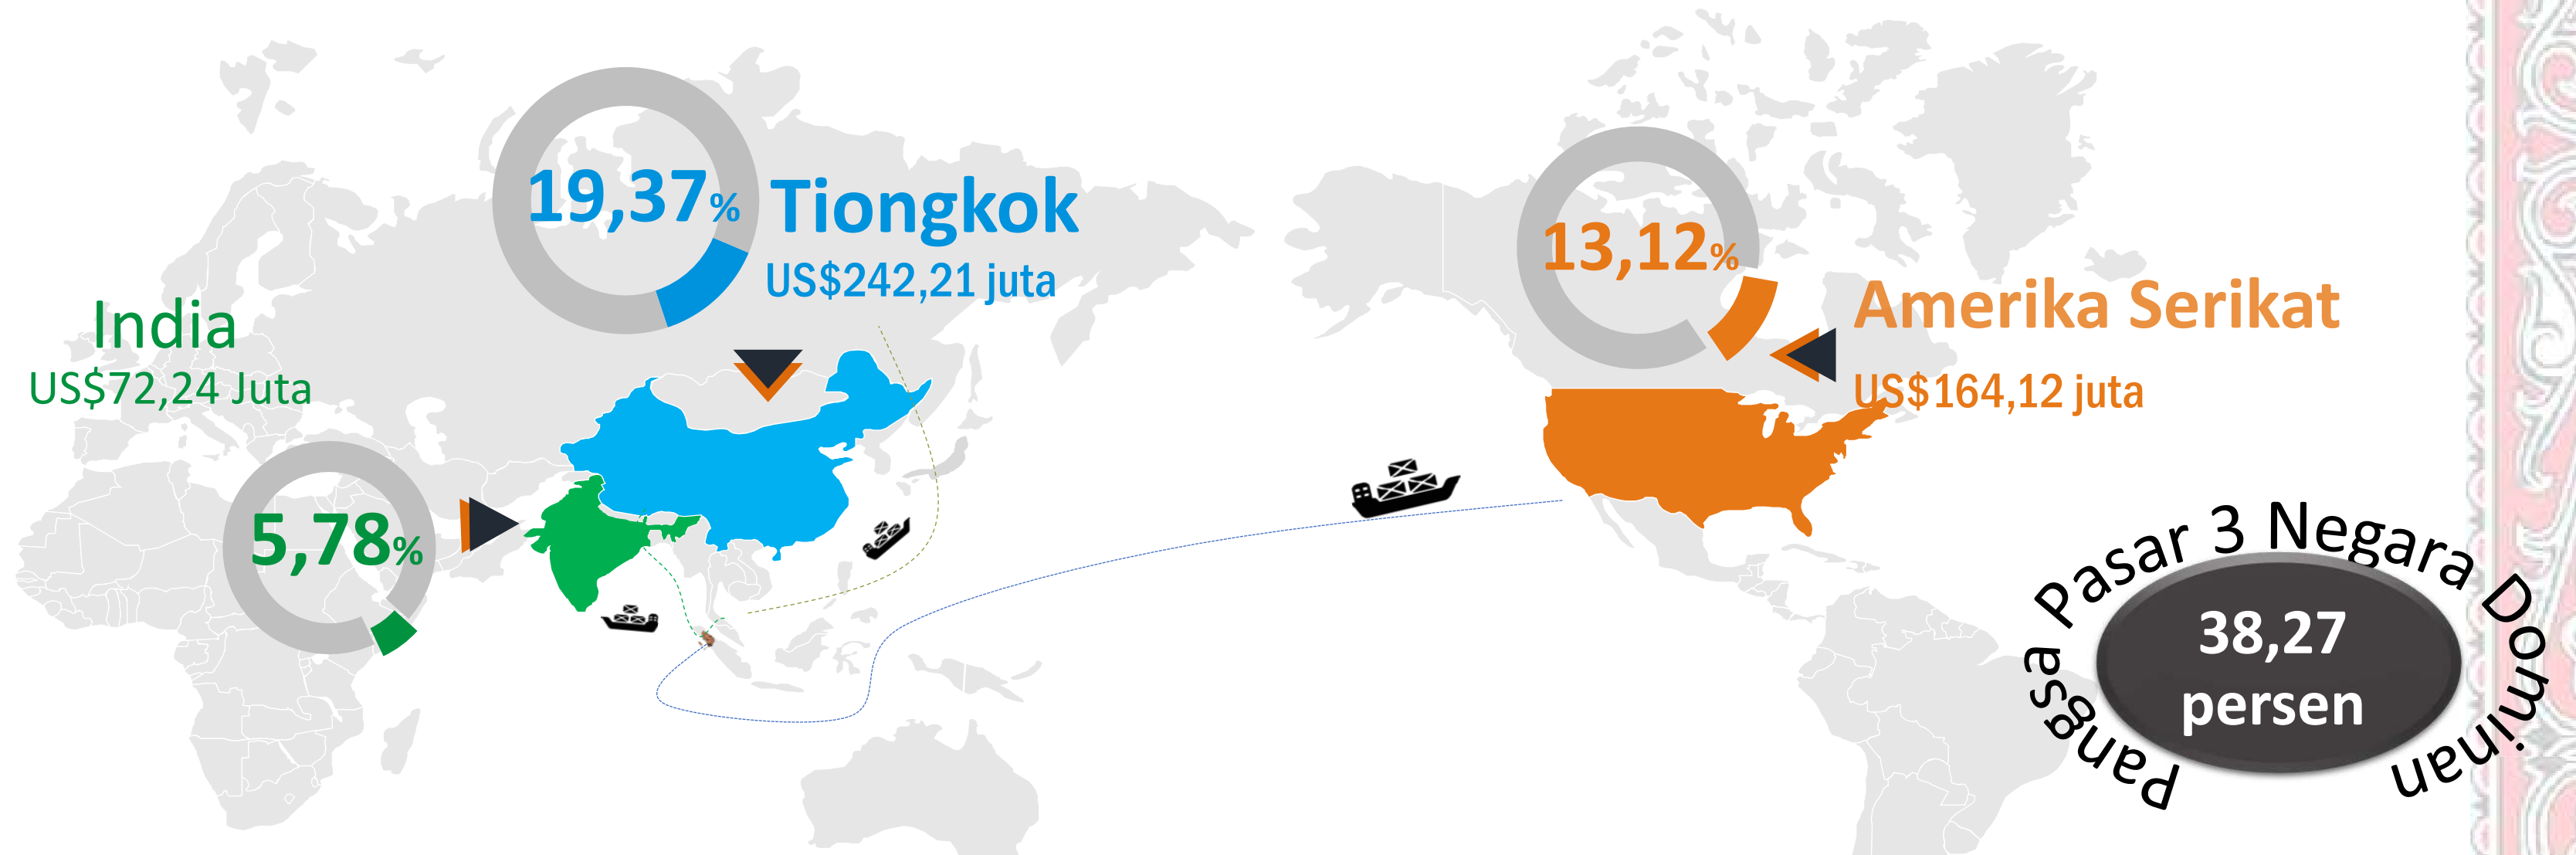 19,37%
Tiongkok
US$242,21 juta
13,12%
Amerika Serikat
US$164,12 juta
India
US$72,24 Juta
5,78%
Pangsa Pasar 3 Negara Dominan
38,27
persen